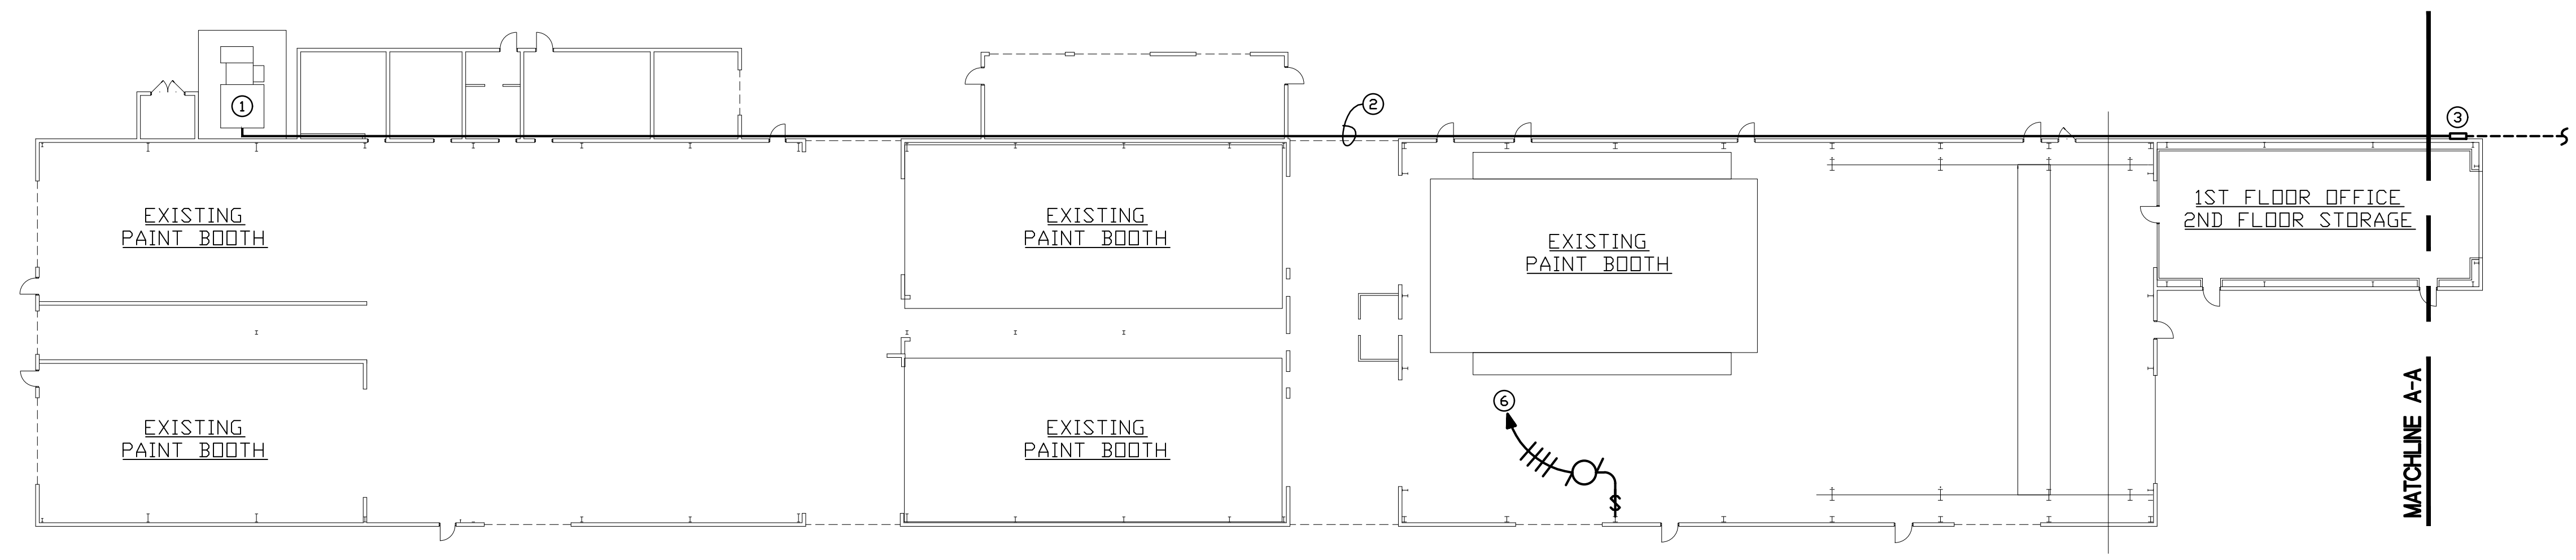 1
2
3
EXISTING
PAINT BOOTH
EXISTING
PAINT BOOTH
EXISTING
PAINT BOOTH
1ST FLOOR OFFICE
2ND FLOOR STORAGE
6
EXISTING
PAINT BOOTH
EXISTING
PAINT BOOTH
$
MATCHLINE A-A